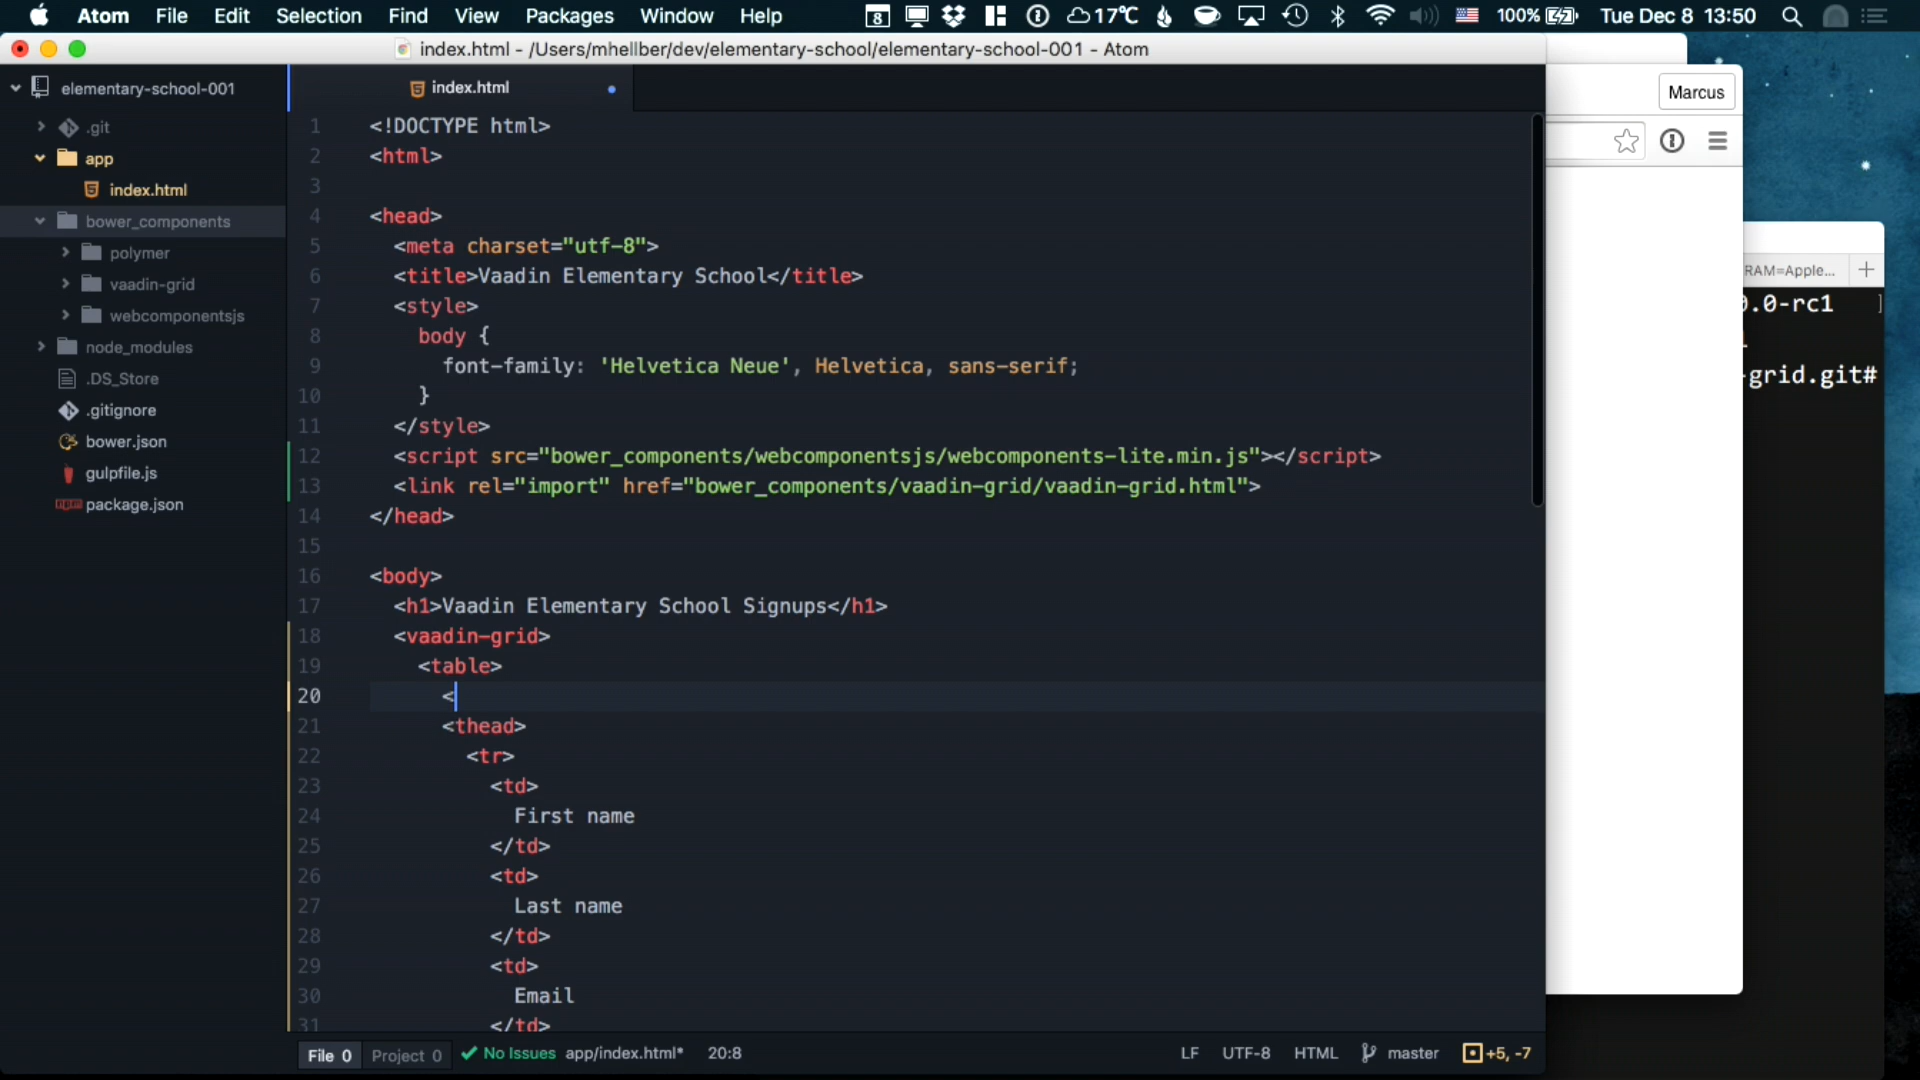 Atom File Edit Selection Find View Packages Window Help 8 17℃ 100% Tue Dec 8 13:50
index.html - /Users/mhellber/dev/elementary-school/elementary-school-001 - Atom
elementary-school-001
.git
app
index.html
bower_components
polymer
vaadin-grid
webcomponentsjs
node_modules
.DS_Store
.gitignore
bower.json
gulpfile.js
package.json
index.html
1 <!DOCTYPE html>
2 <html>
3
4 <head>
5 <meta charset="utf-8">
6 <title>Vaadin Elementary School</title>
7 <style>
8 body {
9 font-family: 'Helvetica Neue', Helvetica, sans-serif;
10 }
11 </style>
12 <script src="bower_components/webcomponentsjs/webcomponents-lite.min.js"></script>
13 <link rel="import" href="bower_components/vaadin-grid/vaadin-grid.html">
14 </head>
15
16 <body>
17 <h1>Vaadin Elementary School Signups</h1>
18 <vaadin-grid>
19 <table>
20 <
21 <thead>
22 <tr>
23 <td>
24 First name
25 </td>
26 <td>
27 Last name
28 </td>
29 <td>
30 Email
31 </td>
File 0 Project 0 No Issues app/index.html* 20:8 LF UTF-8 HTML master +5, -7
Marcus
RAM=Apple...
0.0-rc1 ]
-grid.git#